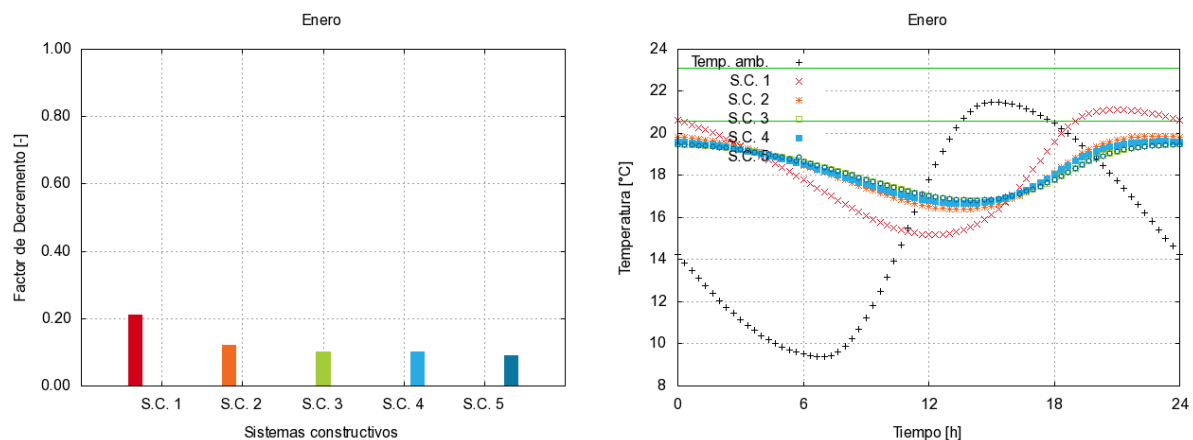 Enero
1.00
0.80
0.60
0.40
0.20
0.00
Factor de Decremento [-]
S.C. 1 S.C. 2 S.C. 3 S.C. 4 S.C. 5
Sistemas constructivos
Enero
24
22
20
18
16
14
12
10
8
Temperatura [°C]
Temp. amb.
S.C. 1
S.C. 2
S.C. 3
S.C. 4
S.C. 5
0 6 12 18 24
Tiempo [h]